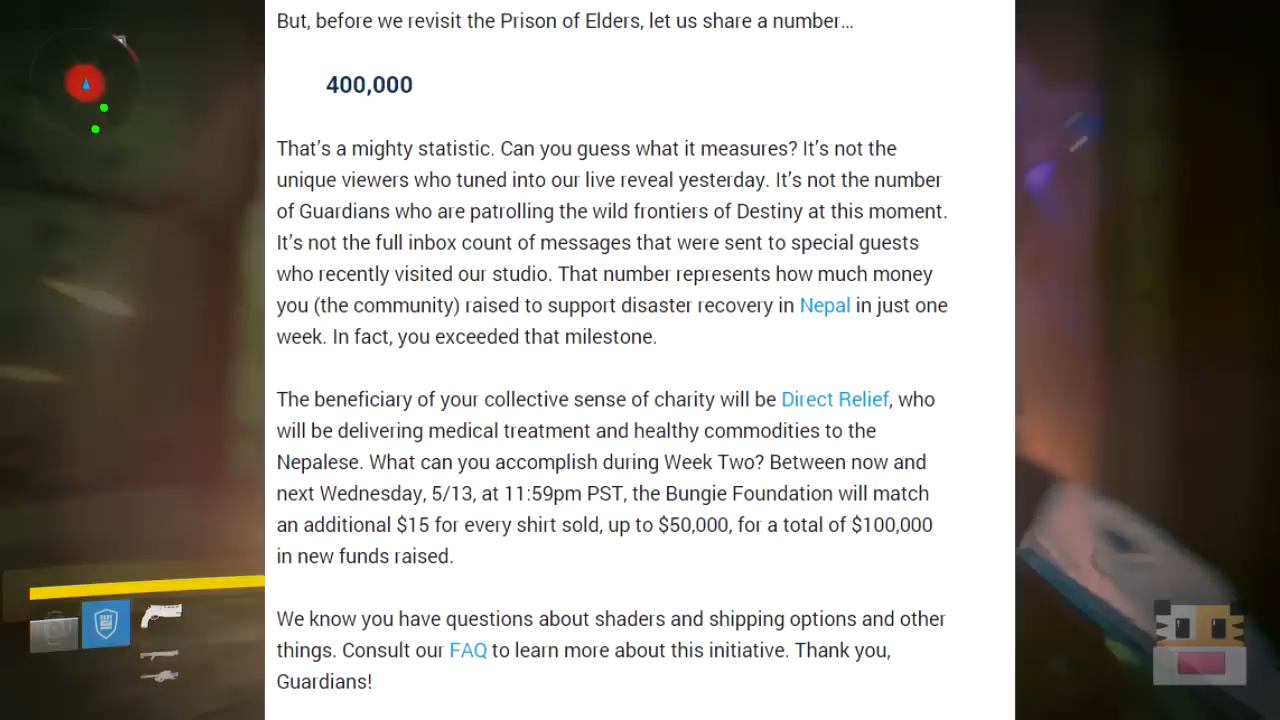 But, before we revisit the Prison of Elders, let us share a number…
400,000
That’s a mighty statistic. Can you guess what it measures? It’s not the
unique viewers who tuned into our live reveal yesterday. It’s not the number
of Guardians who are patrolling the wild frontiers of Destiny at this moment.
It’s not the full inbox count of messages that were sent to special guests
who recently visited our studio. That number represents how much money
you (the community) raised to support disaster recovery in Nepal in just one
week. In fact, you exceeded that milestone.
The beneficiary of your collective sense of charity will be Direct Relief, who
will be delivering medical treatment and healthy commodities to the
Nepalese. What can you accomplish during Week Two? Between now and
next Wednesday, 5/13, at 11:59pm PST, the Bungie Foundation will match
an additional $15 for every shirt sold, up to $50,000, for a total of $100,000
in new funds raised.
We know you have questions about shaders and shipping options and other
things. Consult our FAQ to learn more about this initiative. Thank you,
Guardians!